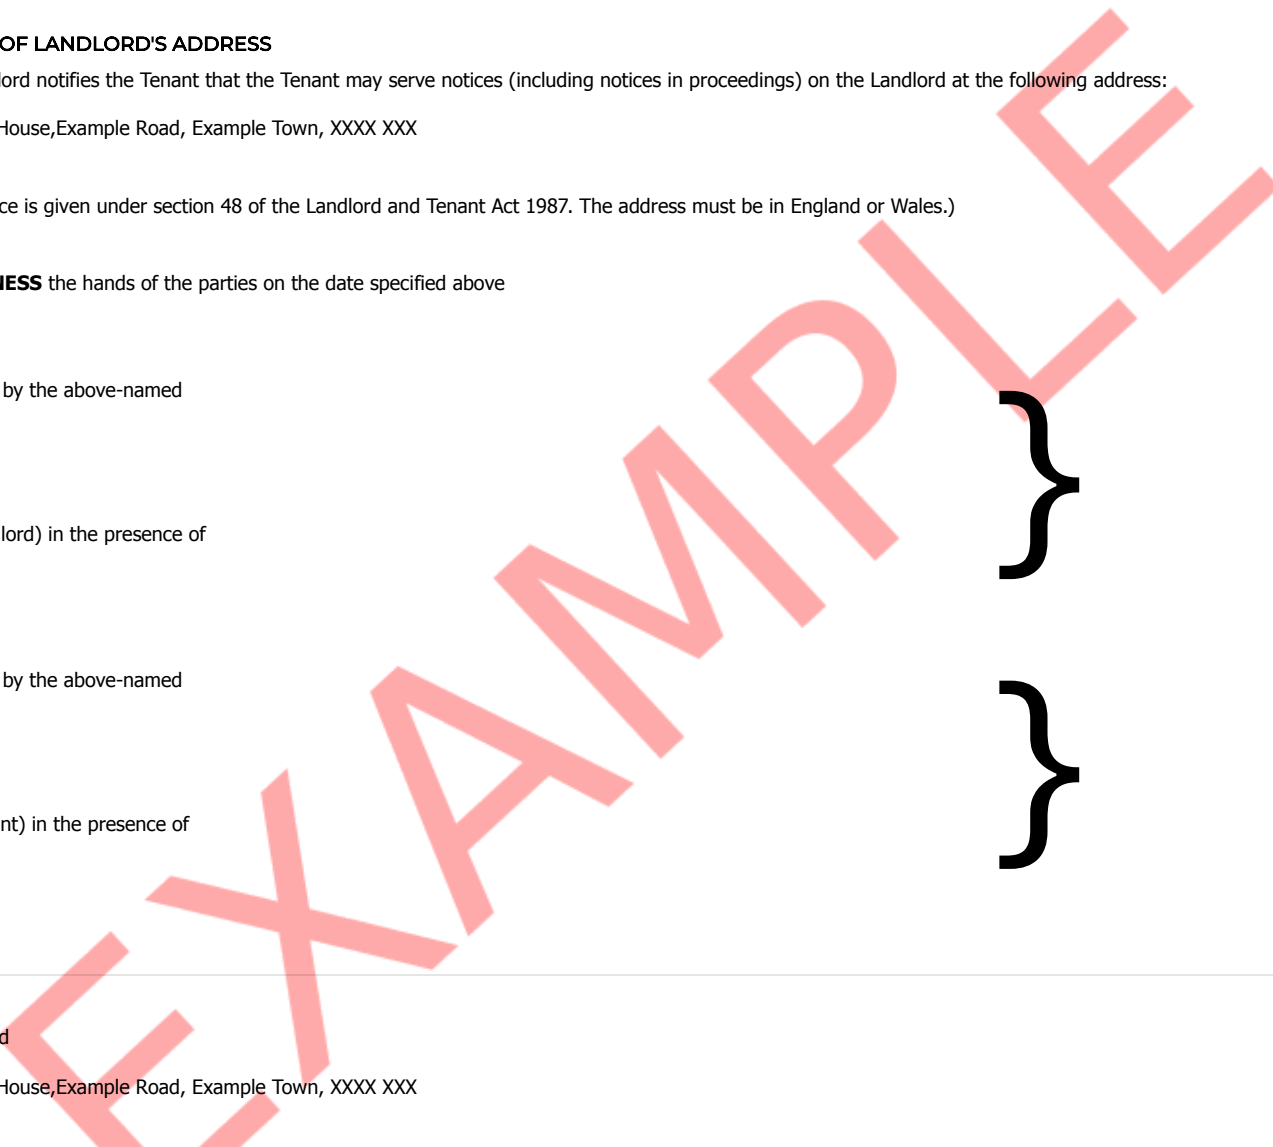 OF LANDLORD'S ADDRESS
lord notifies the Tenant that the Tenant may serve notices (including notices in proceedings) on the Landlord at the following address:
House,Example Road, Example Town, XXXX XXX
ce is given under section 48 of the Landlord and Tenant Act 1987. The address must be in England or Wales.)
NESS the hands of the parties on the date specified above
by the above-named
lord) in the presence of
}
by the above-named
nt) in the presence of
}
d
House,Example Road, Example Town, XXXX XXX
EXAMPLE